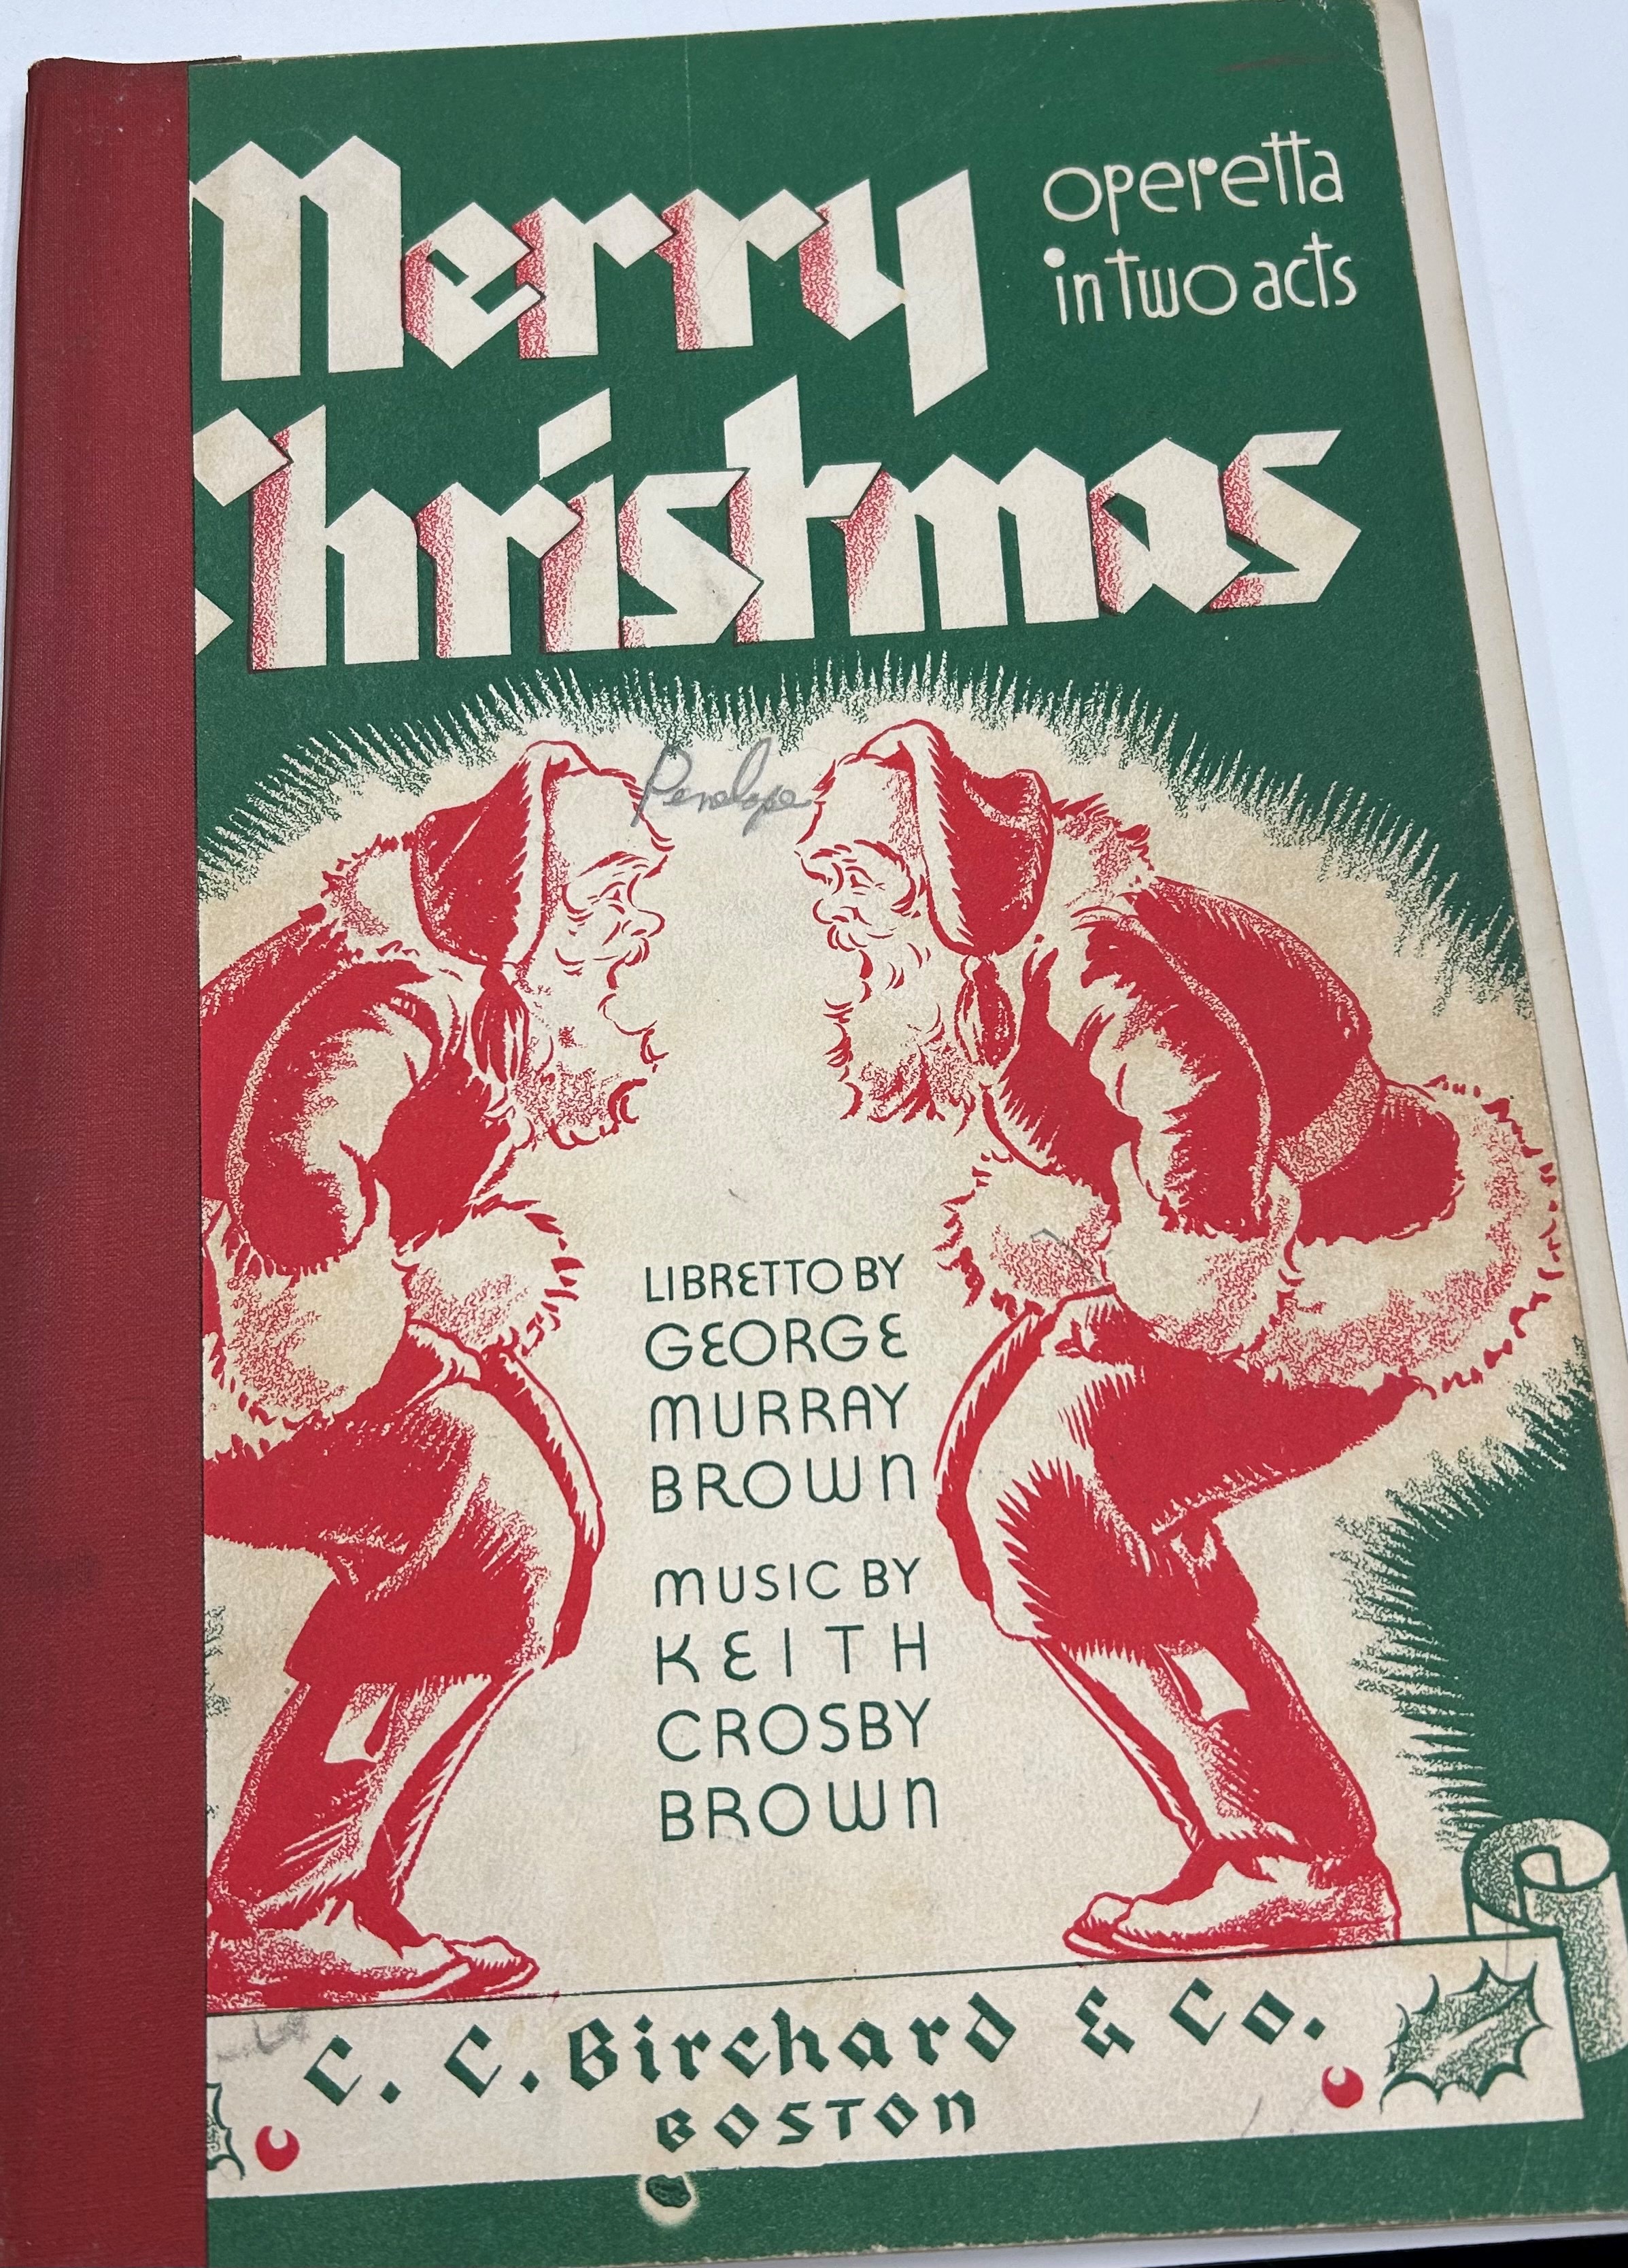 Merry
operetta
in two acts
Christmas
Penelope
LIBRETTO BY
GEORGE
MURRAY
BROWN
MUSIC BY
KEITH
CROSBY
BROWN
C. C. Birchard & Co.
BOSTON